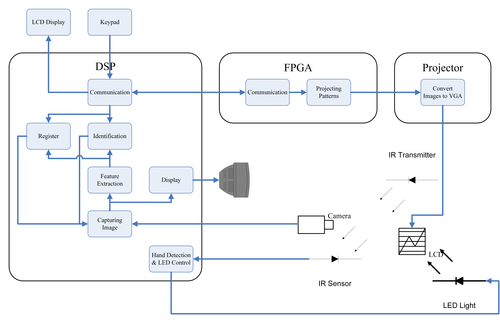 LCD Display
Keypad
DSP
FPGA
Projector
Communication
Communication
Projecting
Patterns
Convert
Images to VGA
Register
Identification
IR Transmitter
Feature
Extraction
Display
Capturing
Image
Camera
LCD
Hand Detection
& LED Control
IR Sensor
LED Light